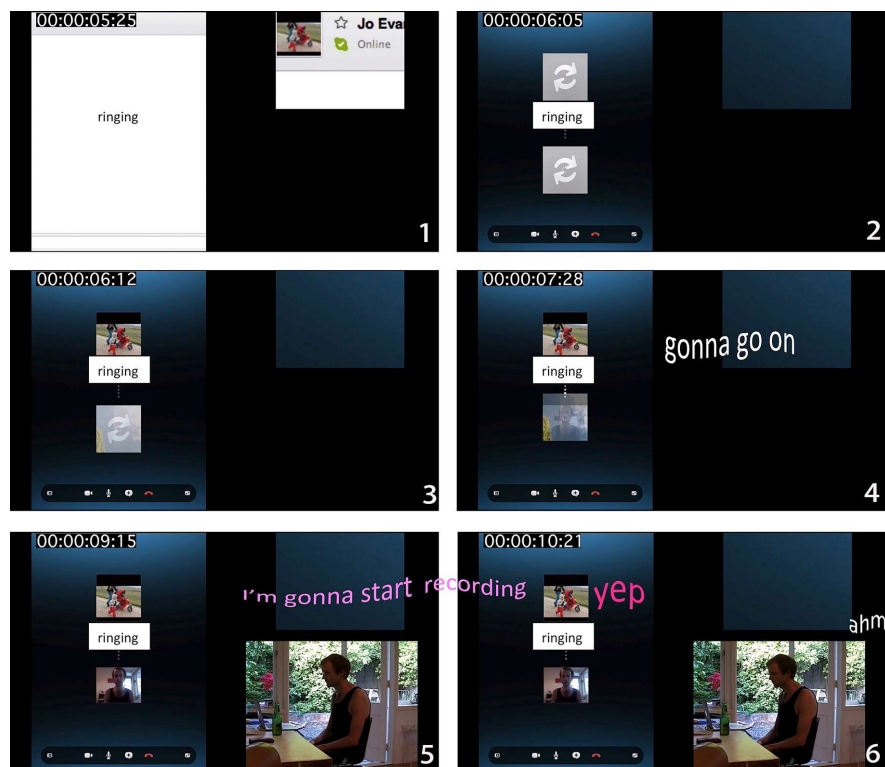 00:00:05:25
Jo Eva
Online
ringing
1
00:00:06:05
ringing
2
00:00:06:12
ringing
3
00:00:07:28
gonna go on
ringing
4
00:00:09:15
I'm gonna start recording
ringing
5
00:00:10:21
yep
ahm
ringing
6